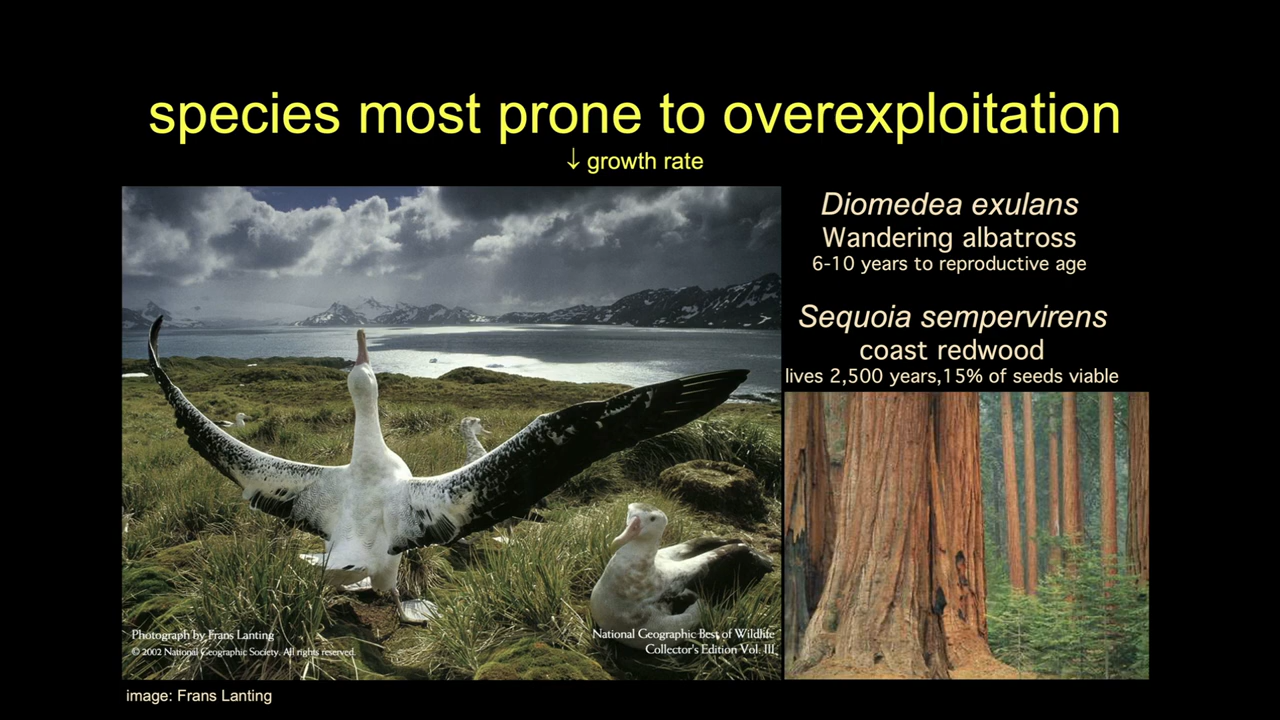 species most prone to overexploitation
↓ growth rate
Diomedea exulans
Wandering albatross
6-10 years to reproductive age
Sequoia sempervirens
coast redwood
lives 2,500 years,15% of seeds viable
Photograph by Frans Lanting
© 2002 National Geographic Society. All rights reserved.
National Geographic Best of Wildlife
Collector's Edition Vol. III
image: Frans Lanting